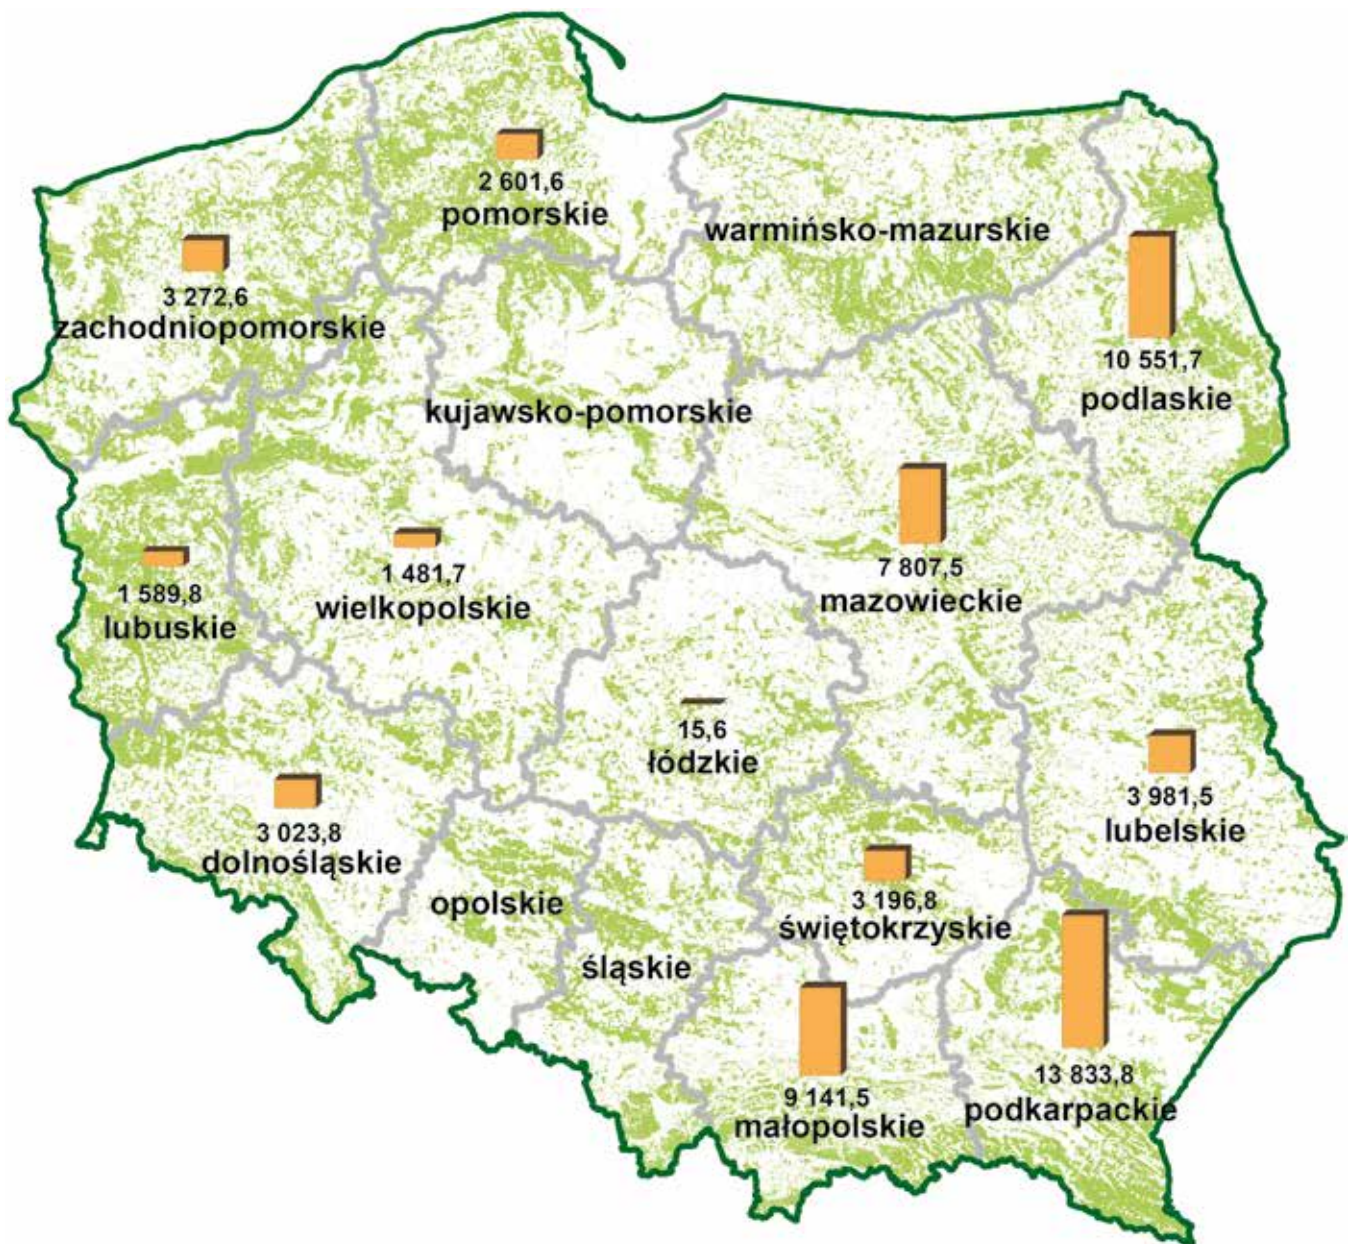 2 601,6
pomorskie
warmińsko-mazurskie
3 272,6
zachodniopomorskie
10 551,7
podlaskie
kujawsko-pomorskie
7 807,5
mazowieckie
1 481,7
wielkopolskie
1 589,8
lubuskie
15,6
łódzkie
3 981,5
lubelskie
3 023,8
dolnośląskie
opolskie
3 196,8
świętokrzyskie
śląskie
13 833,8
podkarpackie
9 141,5
małopolskie